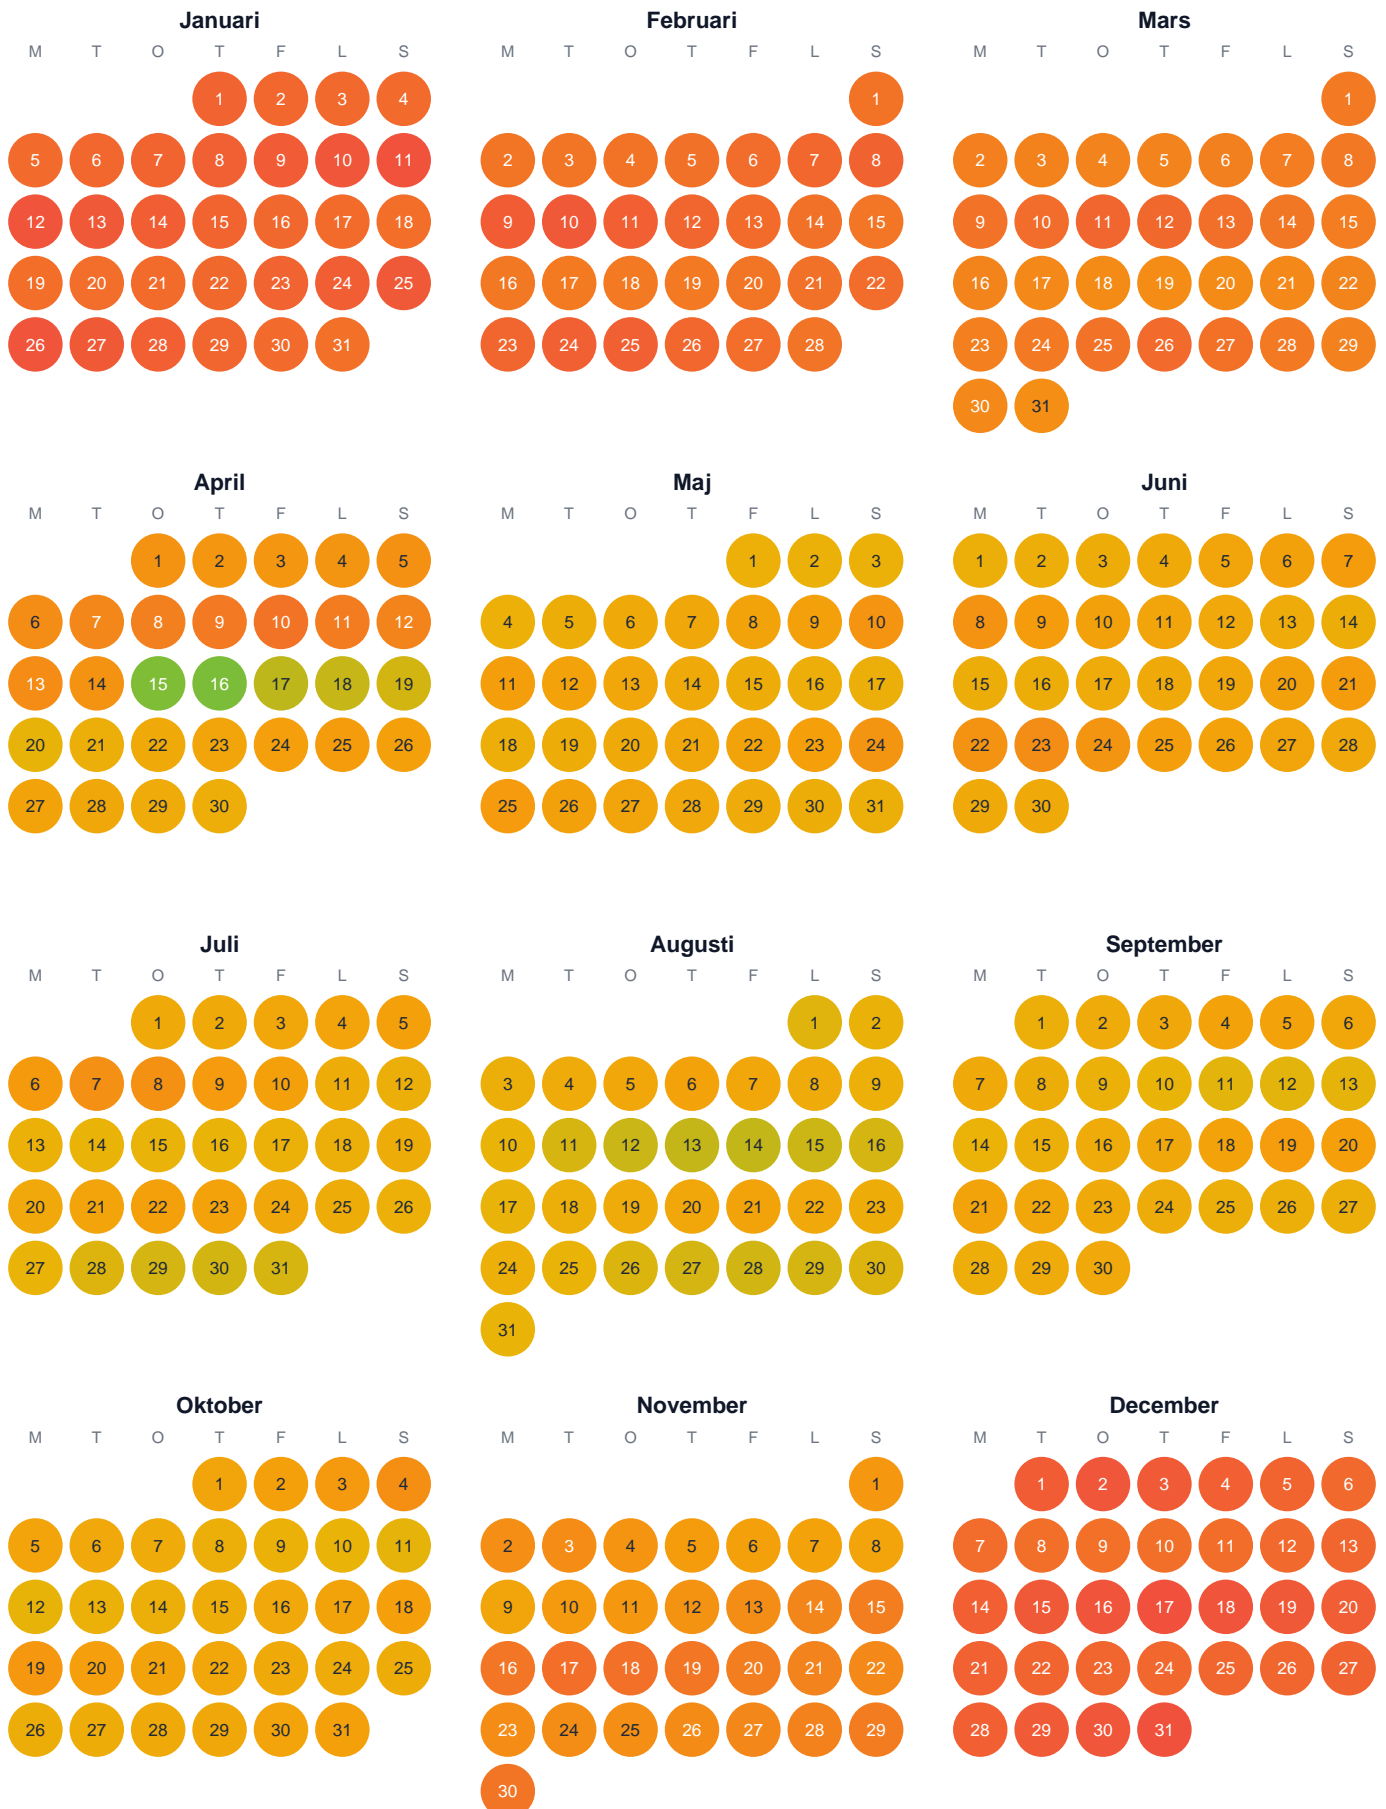 Januari
M T O T F L S
1 2 3 4
5 6 7 8 9 10 11
12 13 14 15 16 17 18
19 20 21 22 23 24 25
26 27 28 29 30 31
Februari
M T O T F L S
1
2 3 4 5 6 7 8
9 10 11 12 13 14 15
16 17 18 19 20 21 22
23 24 25 26 27 28
Mars
M T O T F L S
1
2 3 4 5 6 7 8
9 10 11 12 13 14 15
16 17 18 19 20 21 22
23 24 25 26 27 28 29
30 31
April
M T O T F L S
1 2 3 4 5
6 7 8 9 10 11 12
13 14 15 16 17 18 19
20 21 22 23 24 25 26
27 28 29 30
Maj
M T O T F L S
1 2 3
4 5 6 7 8 9 10
11 12 13 14 15 16 17
18 19 20 21 22 23 24
25 26 27 28 29 30 31
Juni
M T O T F L S
1 2 3 4 5 6 7
8 9 10 11 12 13 14
15 16 17 18 19 20 21
22 23 24 25 26 27 28
29 30
Juli
M T O T F L S
1 2 3 4 5
6 7 8 9 10 11 12
13 14 15 16 17 18 19
20 21 22 23 24 25 26
27 28 29 30 31
Augusti
M T O T F L S
1 2
3 4 5 6 7 8 9
10 11 12 13 14 15 16
17 18 19 20 21 22 23
24 25 26 27 28 29 30
31
September
M T O T F L S
1 2 3 4 5 6
7 8 9 10 11 12 13
14 15 16 17 18 19 20
21 22 23 24 25 26 27
28 29 30
Oktober
M T O T F L S
1 2 3 4
5 6 7 8 9 10 11
12 13 14 15 16 17 18
19 20 21 22 23 24 25
26 27 28 29 30 31
November
M T O T F L S
1
2 3 4 5 6 7 8
9 10 11 12 13 14 15
16 17 18 19 20 21 22
23 24 25 26 27 28 29
30
December
M T O T F L S
1 2 3 4 5 6
7 8 9 10 11 12 13
14 15 16 17 18 19 20
21 22 23 24 25 26 27
28 29 30 31